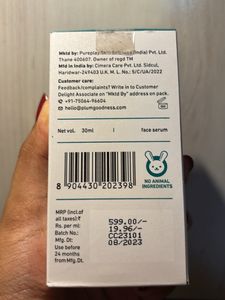 Mktd by: Pureplay Skin Sciences (India) Pvt. Ltd.
Thane 400607. Owner of regd TM
Mfd in India by: Cimera Care Pvt. Ltd. Sidcul,
Haridwar-249403 U.K. M. L. No.: 5/C/UA/2022
Customer care:
Feedback/complaints? Write in to Customer
Delight Associate on "Mktd By" address on pack.
+91-75064-96604
hello@plumgoodness.com
Net vol. 30ml | face serum
8 904430 202398
NO ANIMAL
INGREDIENTS
MRP (incl.of
all taxes):₹ 599.00/-
Rs. per ml: 19.96/-
Batch No.: CC23101
Mfg. Dt: 08/2023
Use before
24 months
from Mfg.Dt.